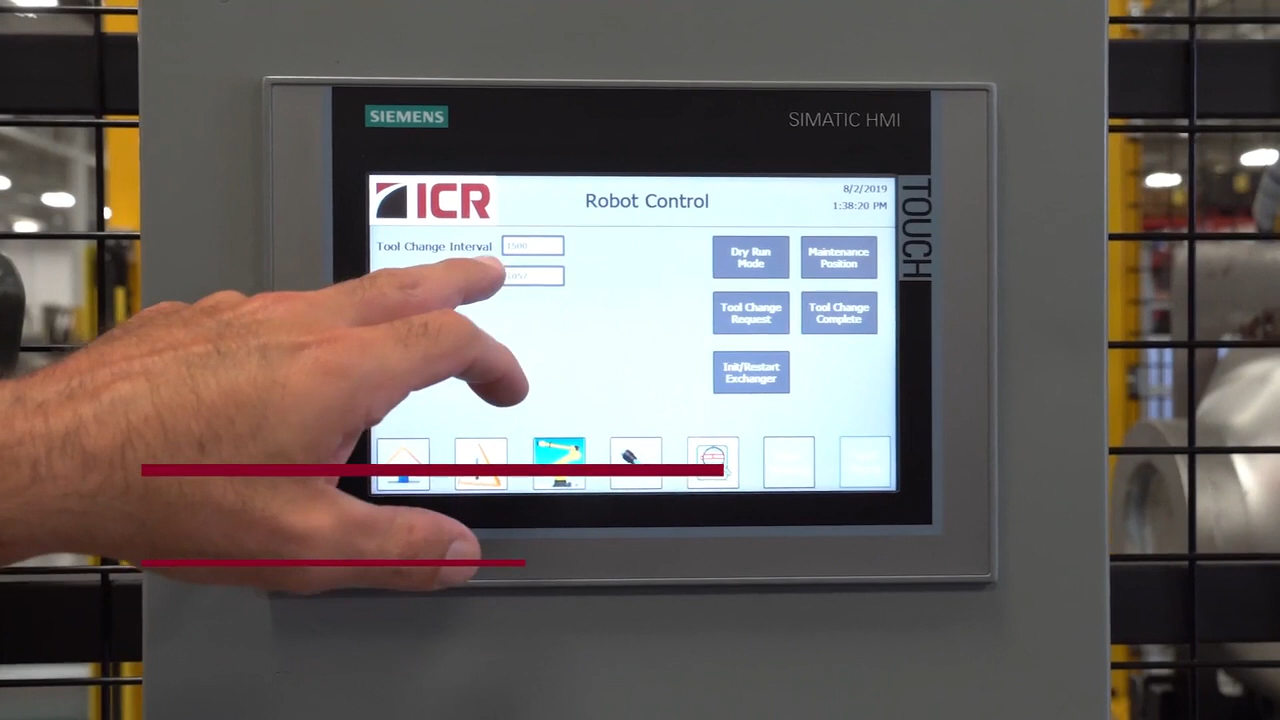 SIEMENS
SIMATIC HMI
TOUCH
ICR
Robot Control
8/2/2019
1:38:20 PM
Tool Change Interval
1500
Dry Run
Mode
Maintenance
Position
Tool Change
Request
Tool Change
Complete
Init/Restart
Exchanger